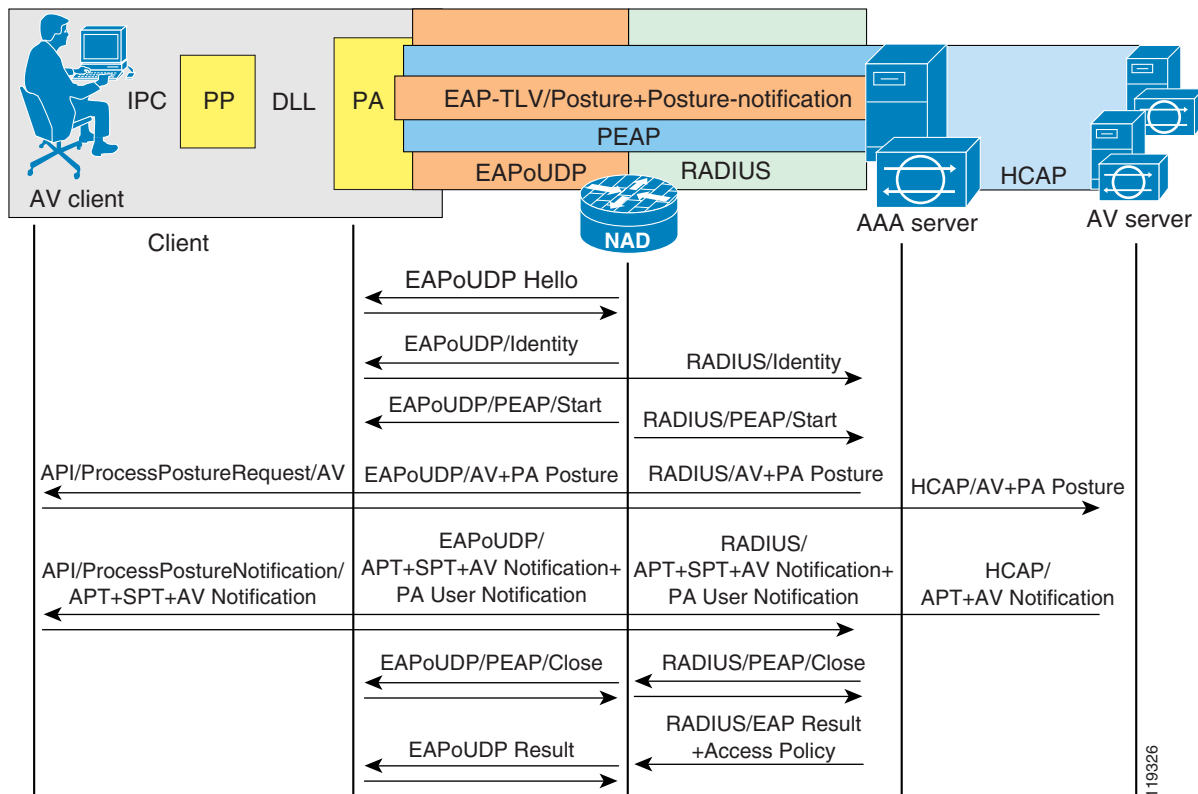 IPC
PP
DLL
PA
EAP-TLV/Posture+Posture-notification
PEAP
EAPoUDP
RADIUS
HCAP
AV client
Client
NAD
AAA server
AV server
EAPoUDP Hello
EAPoUDP/Identity
RADIUS/Identity
EAPoUDP/PEAP/Start
RADIUS/PEAP/Start
API/ProcessPostureRequest/AV
EAPoUDP/AV+PA Posture
RADIUS/AV+PA Posture
HCAP/AV+PA Posture
API/ProcessPostureNotification/
APT+SPT+AV Notification
EAPoUDP/
APT+SPT+AV Notification+
PA User Notification
RADIUS/
APT+SPT+AV Notification+
PA User Notification
HCAP/
APT+AV Notification
EAPoUDP/PEAP/Close
RADIUS/PEAP/Close
EAPoUDP Result
RADIUS/EAP Result
+Access Policy
119326